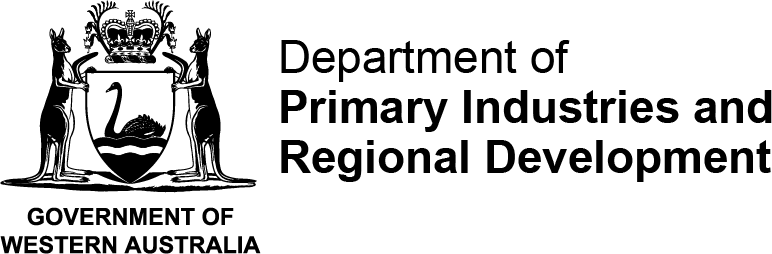 Department of
Primary Industries and
Regional Development
GOVERNMENT OF
WESTERN AUSTRALIA